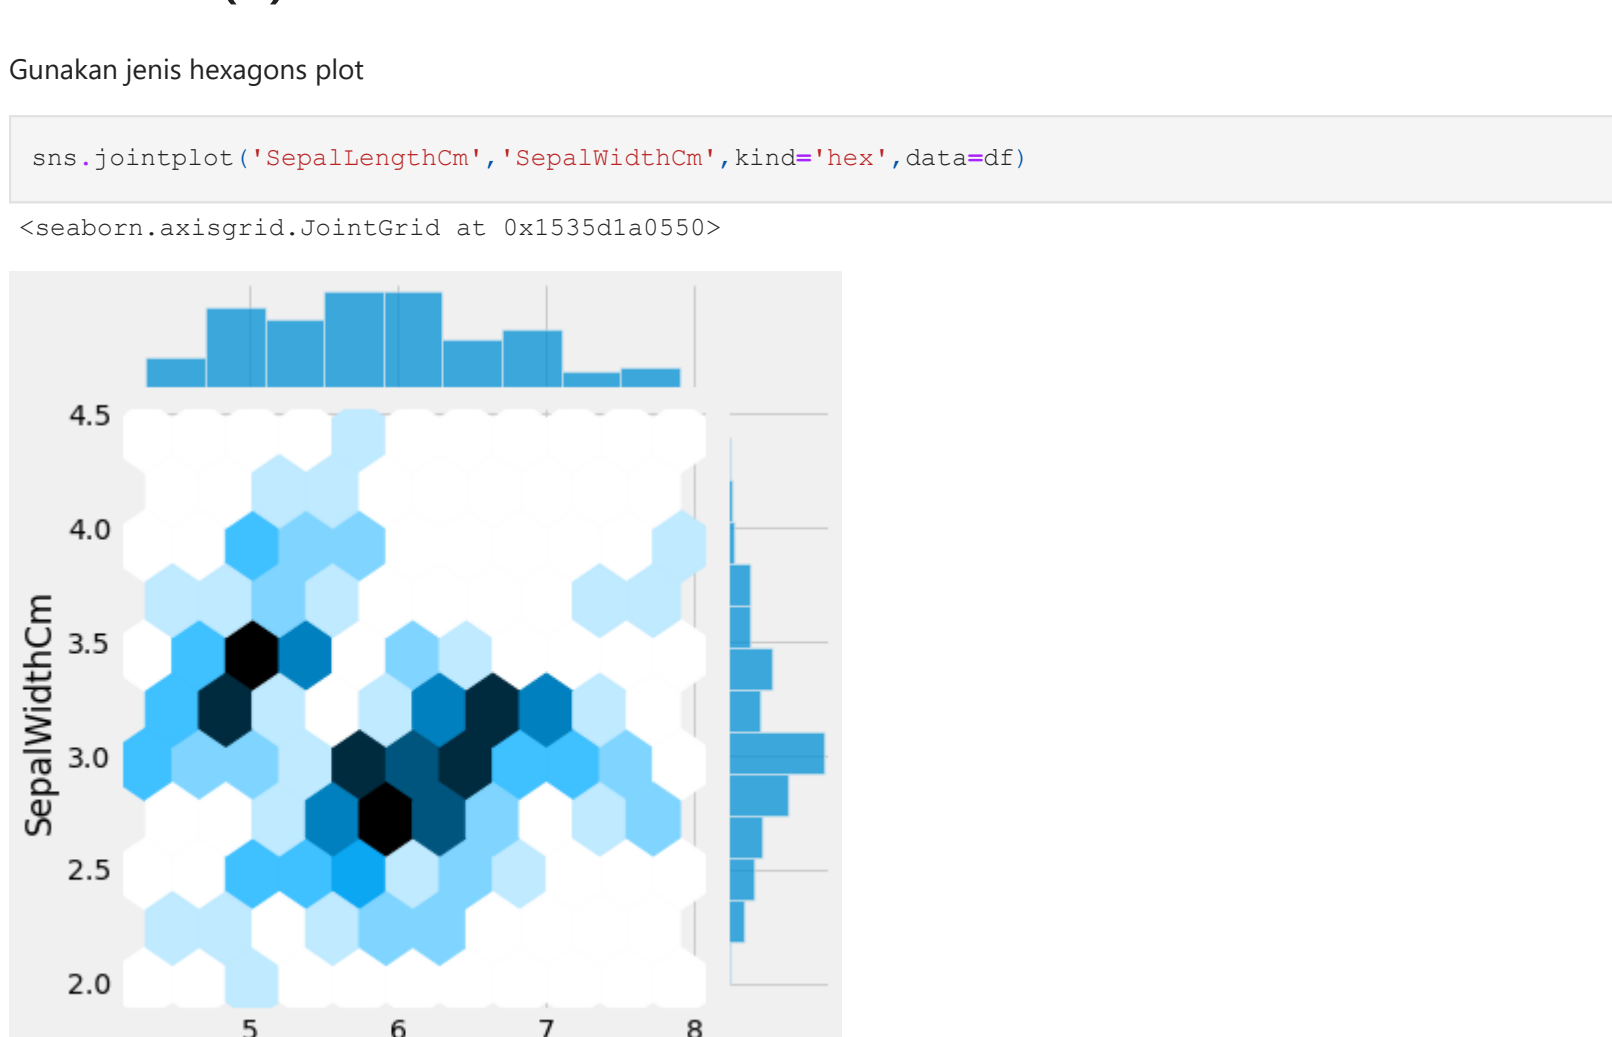 Gunakan jenis hexagons plot
sns.jointplot('SepalLengthCm','SepalWidthCm',kind='hex',data=df)
<seaborn.axisgrid.JointGrid at 0x1535d1a0550>
4.5
4.0
3.5
3.0
2.5
2.0
SepalWidthCm
5 6 7 8